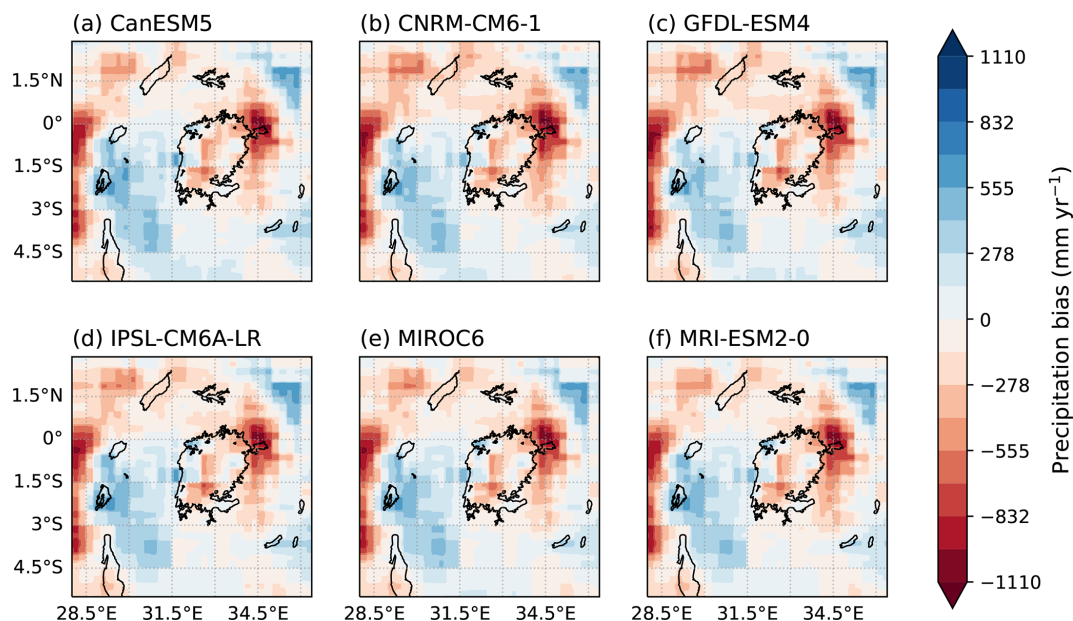 (a) CanESM5
(b) CNRM-CM6-1
(c) GFDL-ESM4
1.5°N
0°
1.5°S
3°S
4.5°S
(d) IPSL-CM6A-LR
(e) MIROC6
(f) MRI-ESM2-0
1.5°N
0°
1.5°S
3°S
4.5°S
28.5°E 31.5°E 34.5°E
28.5°E 31.5°E 34.5°E
28.5°E 31.5°E 34.5°E
1110
832
555
278
0
−278
−555
−832
−1110
Precipitation bias (mm yr⁻¹)